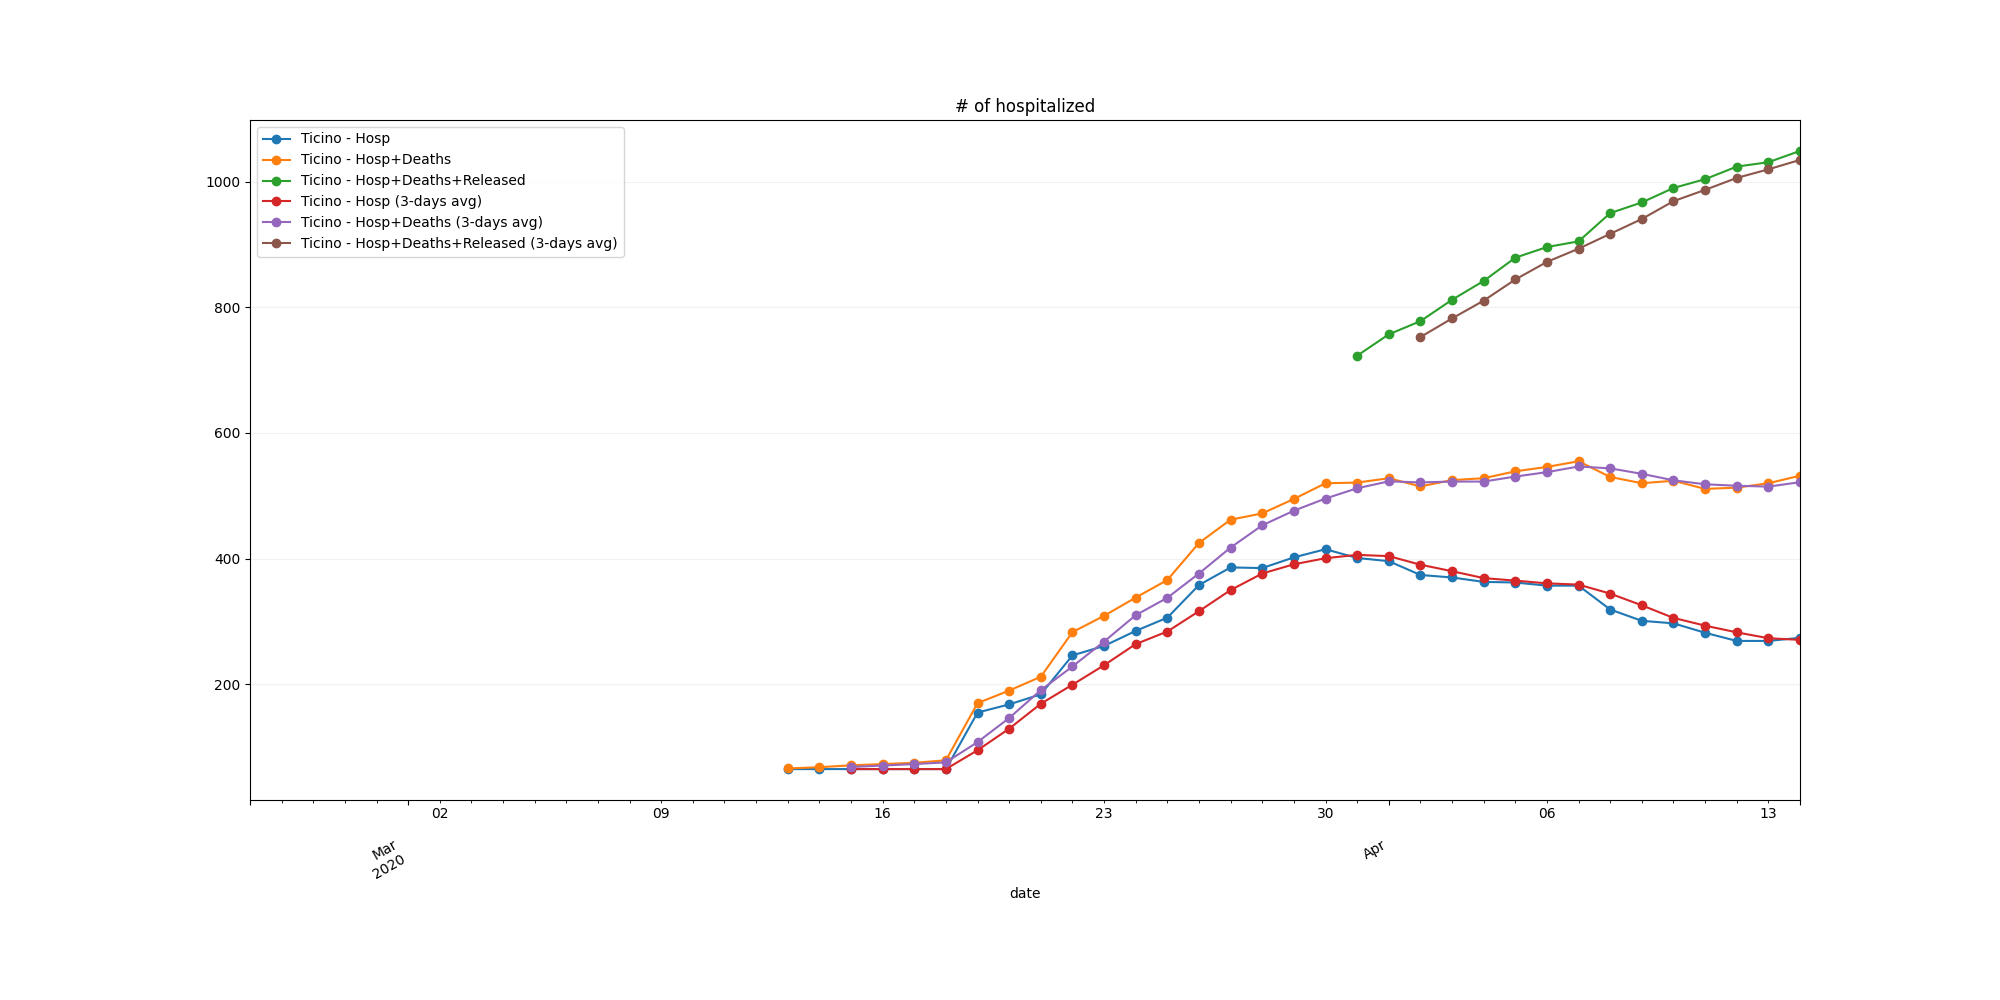 # of hospitalized
Ticino - Hosp
Ticino - Hosp+Deaths
Ticino - Hosp+Deaths+Released
Ticino - Hosp (3-days avg)
Ticino - Hosp+Deaths (3-days avg)
Ticino - Hosp+Deaths+Released (3-days avg)
1000
800
600
400
200
02 09 16 23 30 06 13
Mar Apr
2020
date